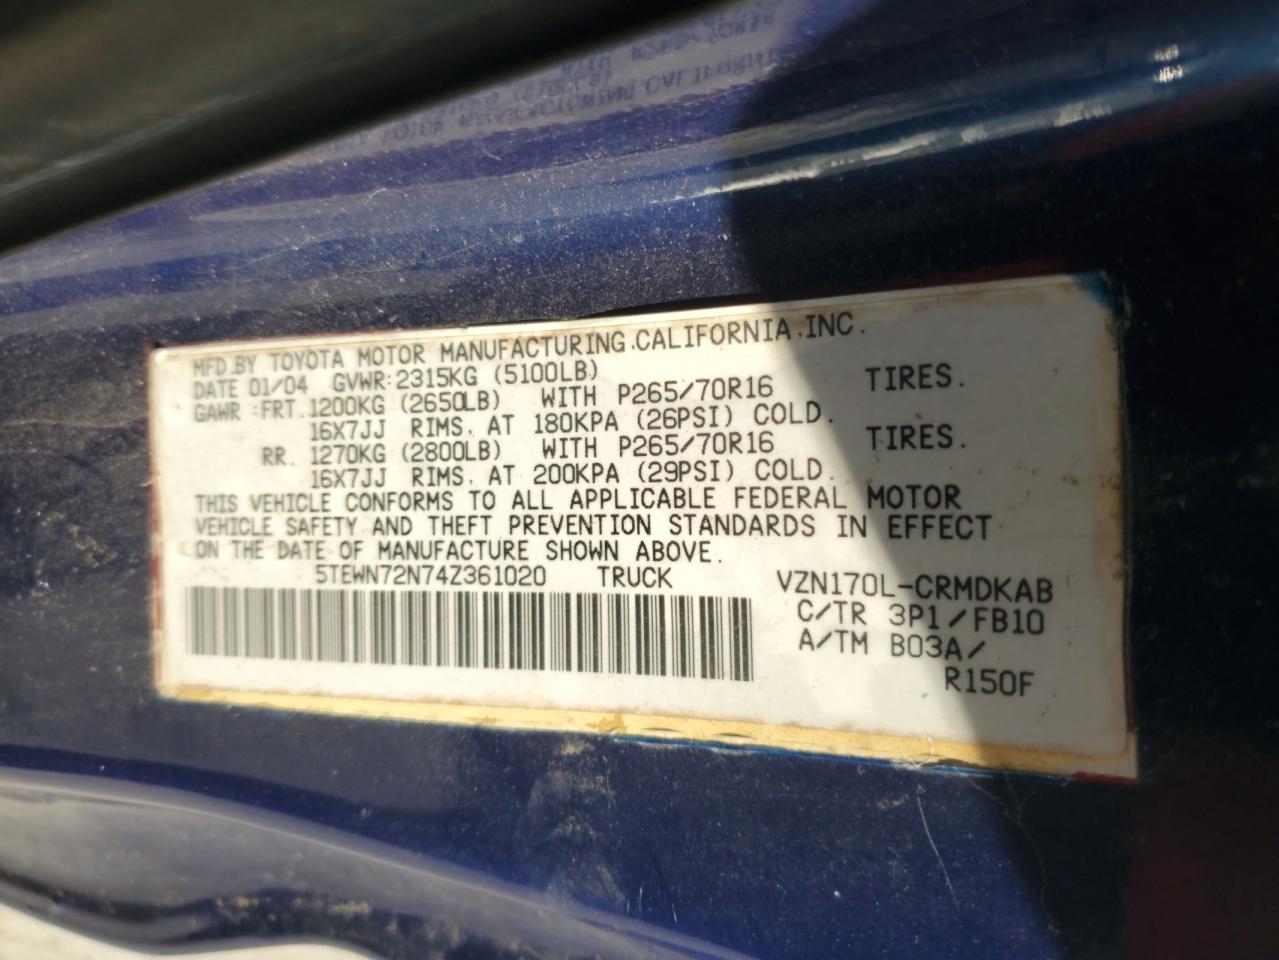 MFD.BY TOYOTA MOTOR MANUFACTURING.CALIFORNIA.INC.
DATE 01/04 GVWR:2315KG (5100LB)
GAWR :FRT.1200KG (2650LB) WITH P265/70R16 TIRES.
16X7JJ RIMS. AT 180KPA (26PSI) COLD.
RR. 1270KG (2800LB) WITH P265/70R16 TIRES.
16X7JJ RIMS. AT 200KPA (29PSI) COLD.
THIS VEHICLE CONFORMS TO ALL APPLICABLE FEDERAL MOTOR
VEHICLE SAFETY AND THEFT PREVENTION STANDARDS IN EFFECT
ON THE DATE OF MANUFACTURE SHOWN ABOVE.
5TEWN72N74Z361020 TRUCK VZN170L-CRMDKAB
C/TR 3P1/FB10
A/TM B03A/
R150F